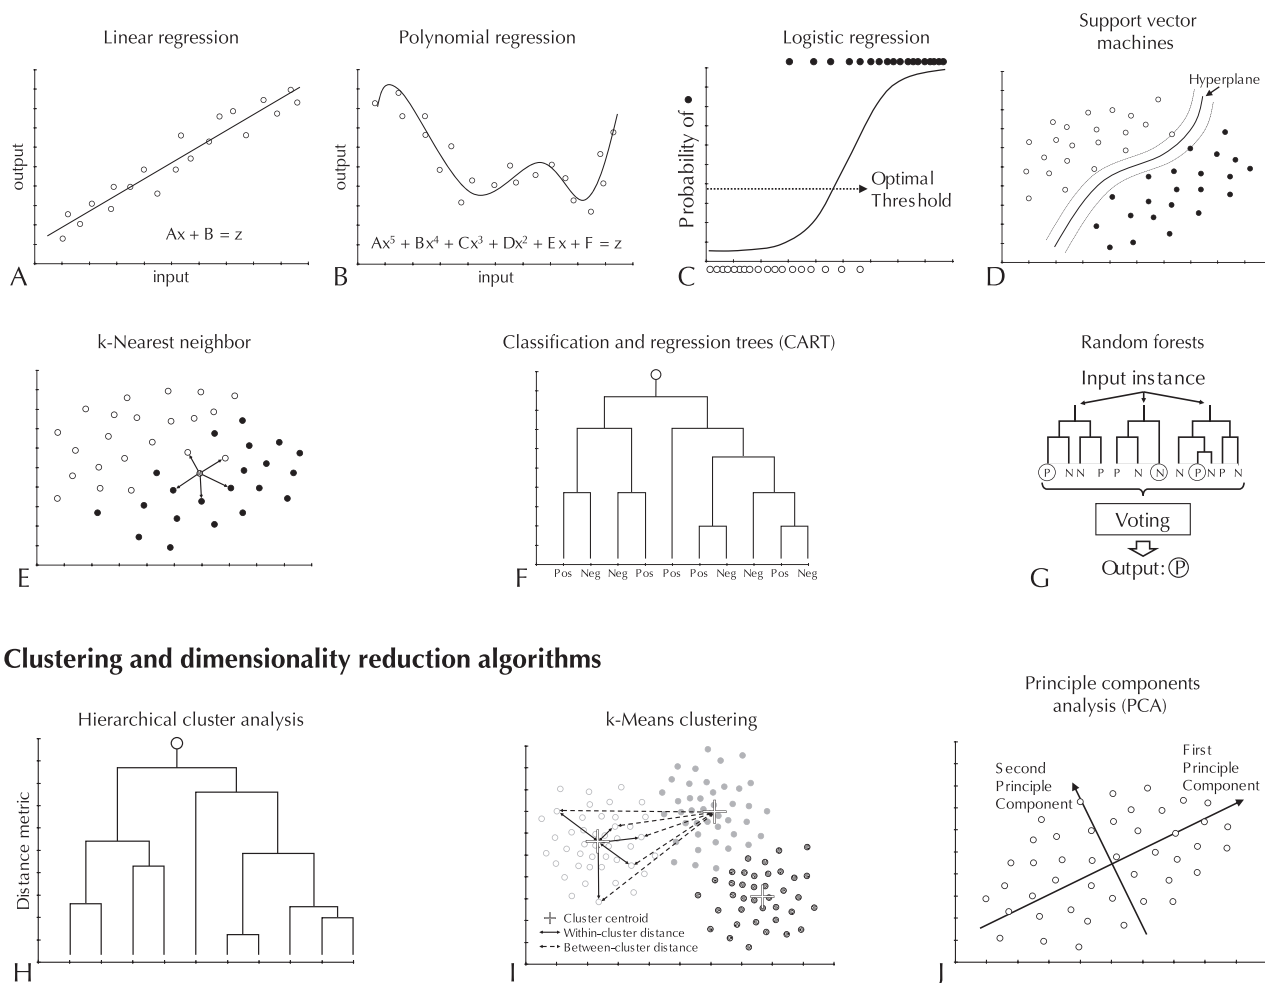 Linear regression
output
Ax + B = z
input
A
Polynomial regression
output
Ax⁵ + Bx⁴ + Cx³ + Dx² + Ex + F = z
input
B
Logistic regression
Probability of
Optimal
Threshold
C
Support vector
machines
Hyperplane
D
k-Nearest neighbor
E
Classification and regression trees (CART)
Pos Neg Neg Pos Pos Pos Neg Neg Pos Neg
F
Random forests
Input instance
P N N P P N N N P N P N
Voting
Output: P
G
Clustering and dimensionality reduction algorithms
Hierarchical cluster analysis
Distance metric
H
k-Means clustering
Cluster centroid
Within-cluster distance
Between-cluster distance
I
Principle components
analysis (PCA)
Second
Principle
Component
First
Principle
Component
J